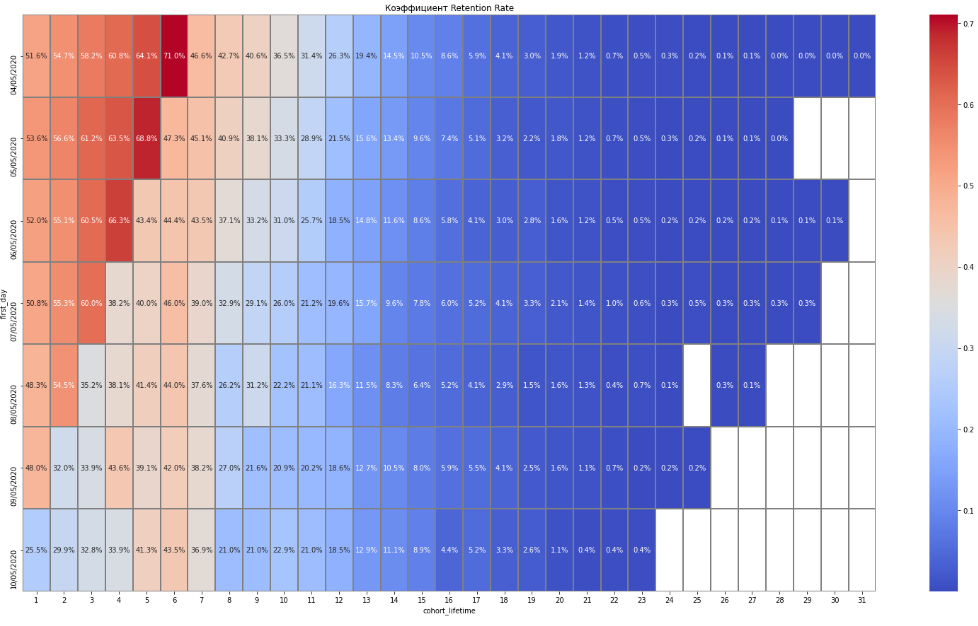 Коэффициент Retention Rate
04/05/2020 51.6% 54.7% 58.2% 60.8% 64.1% 71.0% 46.6% 42.7% 40.6% 36.5% 31.4% 26.3% 19.4% 14.5% 10.5% 8.6% 5.9% 4.1% 3.0% 1.9% 1.2% 0.7% 0.5% 0.3% 0.2% 0.1% 0.1% 0.0% 0.0% 0.0% 0.0%
05/05/2020 53.6% 56.6% 61.2% 63.5% 68.8% 47.3% 45.1% 40.9% 38.1% 33.3% 28.9% 21.5% 15.6% 13.4% 9.6% 7.4% 5.1% 3.2% 2.2% 1.8% 1.2% 0.7% 0.5% 0.3% 0.2% 0.1% 0.1% 0.0%
06/05/2020 52.0% 55.1% 60.5% 66.3% 43.4% 44.4% 43.5% 37.1% 33.2% 31.0% 25.7% 18.5% 14.8% 11.6% 8.6% 5.8% 4.1% 3.0% 2.8% 1.6% 1.2% 0.5% 0.5% 0.5% 0.2% 0.2% 0.2% 0.1% 0.1% 0.1%
first_day
07/05/2020 50.8% 55.3% 60.0% 38.2% 40.0% 46.0% 39.0% 32.9% 29.1% 26.0% 21.2% 19.6% 15.7% 9.6% 7.8% 6.0% 5.2% 4.1% 3.3% 2.1% 1.4% 1.0% 0.6% 0.3% 0.5% 0.3% 0.3% 0.3% 0.3%
08/05/2020 48.3% 54.5% 35.2% 38.1% 41.4% 44.0% 37.6% 26.2% 31.2% 22.2% 21.1% 16.3% 11.5% 8.3% 6.4% 5.2% 4.1% 2.9% 1.5% 1.6% 1.3% 0.4% 0.7% 0.1% 0.3% 0.1%
09/05/2020 48.0% 32.0% 33.9% 43.6% 39.1% 42.0% 38.2% 27.0% 21.6% 20.9% 20.2% 18.6% 12.7% 10.5% 8.0% 5.9% 5.5% 4.1% 2.5% 1.6% 1.1% 0.7% 0.2% 0.2% 0.2%
10/05/2020 25.5% 29.9% 32.8% 33.9% 41.3% 43.5% 36.9% 21.0% 21.0% 22.9% 21.0% 18.5% 12.9% 11.1% 8.9% 4.4% 5.2% 3.3% 2.6% 1.1% 0.4% 0.4% 0.4%
1 2 3 4 5 6 7 8 9 10 11 12 13 14 15 16 17 18 19 20 21 22 23 24 25 26 27 28 29 30 31
cohort_lifetime
0.7
0.6
0.5
0.4
0.3
0.2
0.1